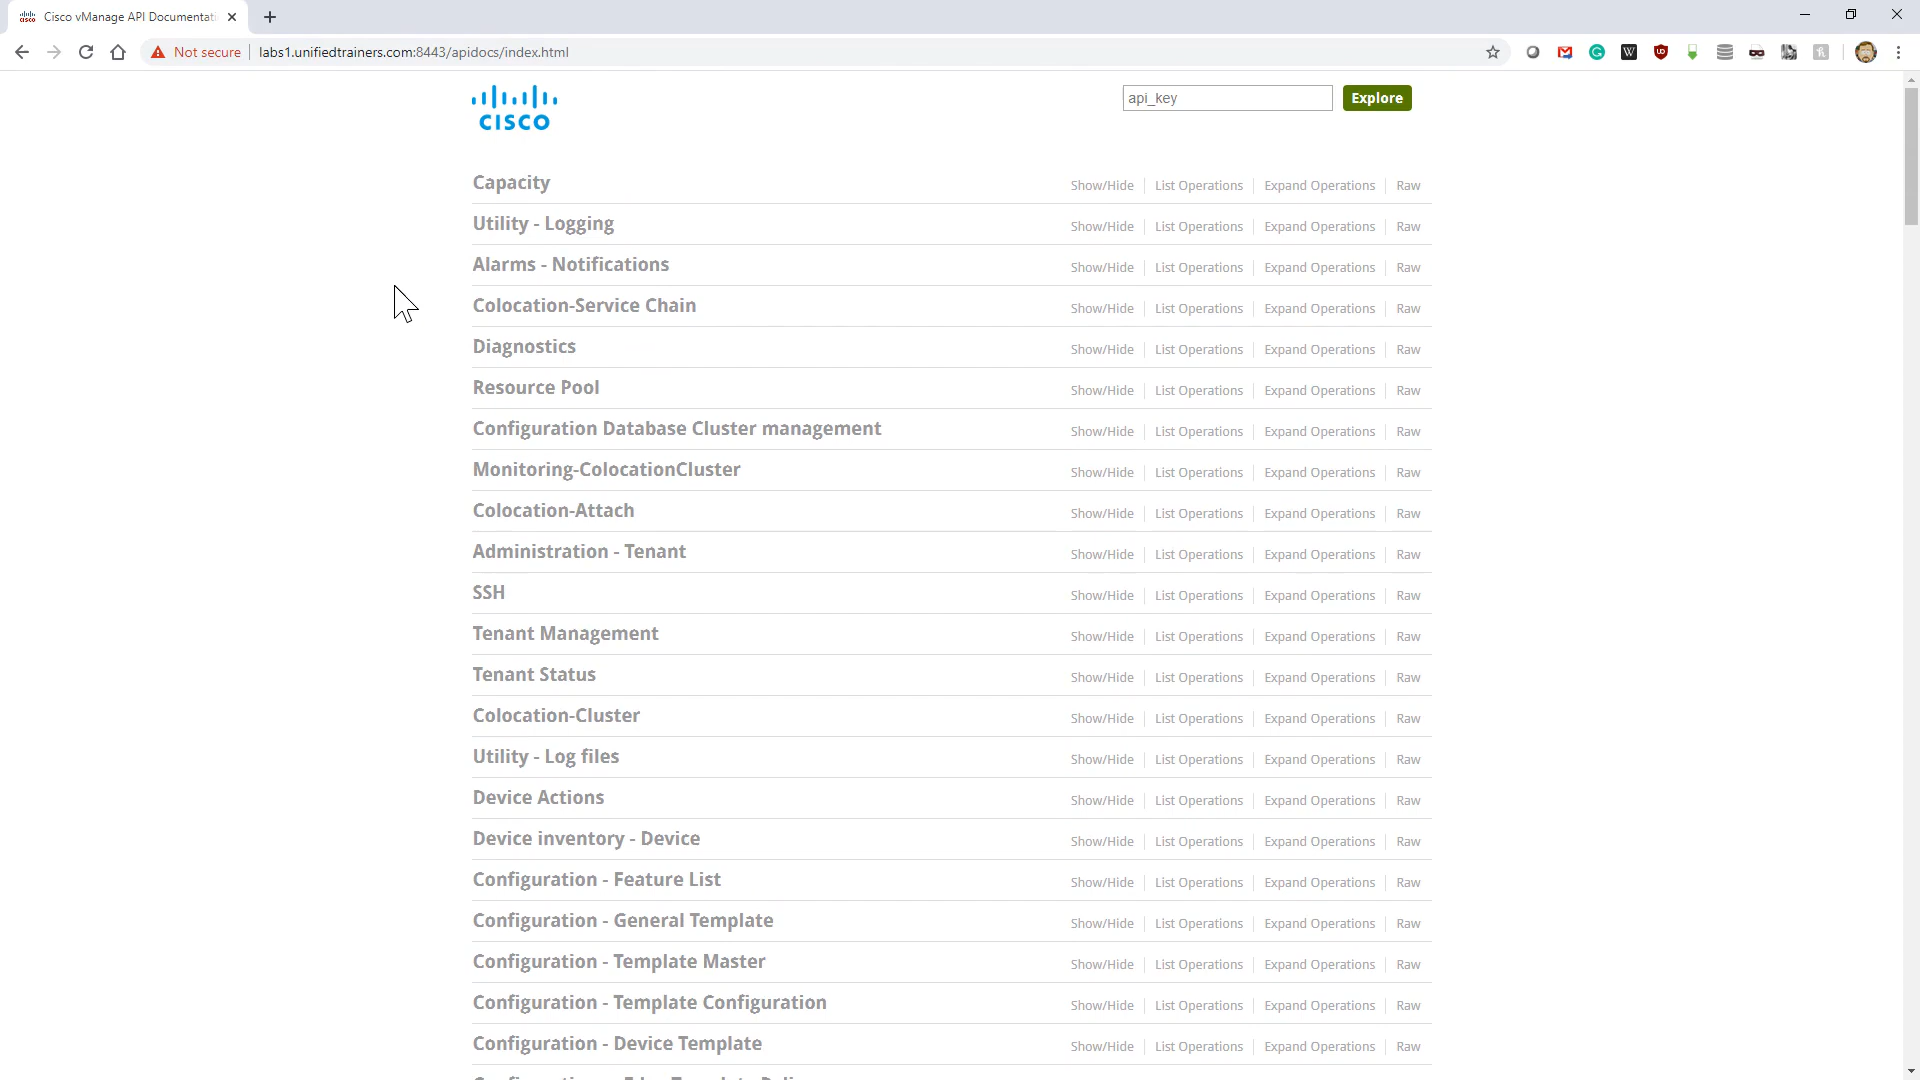 Cisco vManage API Documentati
Not secure
labs1.unifiedtrainers.com:8443/apidocs/index.html
CISCO
api_key
Explore
Capacity Show/Hide List Operations Expand Operations Raw
Utility - Logging Show/Hide List Operations Expand Operations Raw
Alarms - Notifications Show/Hide List Operations Expand Operations Raw
Colocation-Service Chain Show/Hide List Operations Expand Operations Raw
Diagnostics Show/Hide List Operations Expand Operations Raw
Resource Pool Show/Hide List Operations Expand Operations Raw
Configuration Database Cluster management Show/Hide List Operations Expand Operations Raw
Monitoring-ColocationCluster Show/Hide List Operations Expand Operations Raw
Colocation-Attach Show/Hide List Operations Expand Operations Raw
Administration - Tenant Show/Hide List Operations Expand Operations Raw
SSH Show/Hide List Operations Expand Operations Raw
Tenant Management Show/Hide List Operations Expand Operations Raw
Tenant Status Show/Hide List Operations Expand Operations Raw
Colocation-Cluster Show/Hide List Operations Expand Operations Raw
Utility - Log files Show/Hide List Operations Expand Operations Raw
Device Actions Show/Hide List Operations Expand Operations Raw
Device inventory - Device Show/Hide List Operations Expand Operations Raw
Configuration - Feature List Show/Hide List Operations Expand Operations Raw
Configuration - General Template Show/Hide List Operations Expand Operations Raw
Configuration - Template Master Show/Hide List Operations Expand Operations Raw
Configuration - Template Configuration Show/Hide List Operations Expand Operations Raw
Configuration - Device Template Show/Hide List Operations Expand Operations Raw